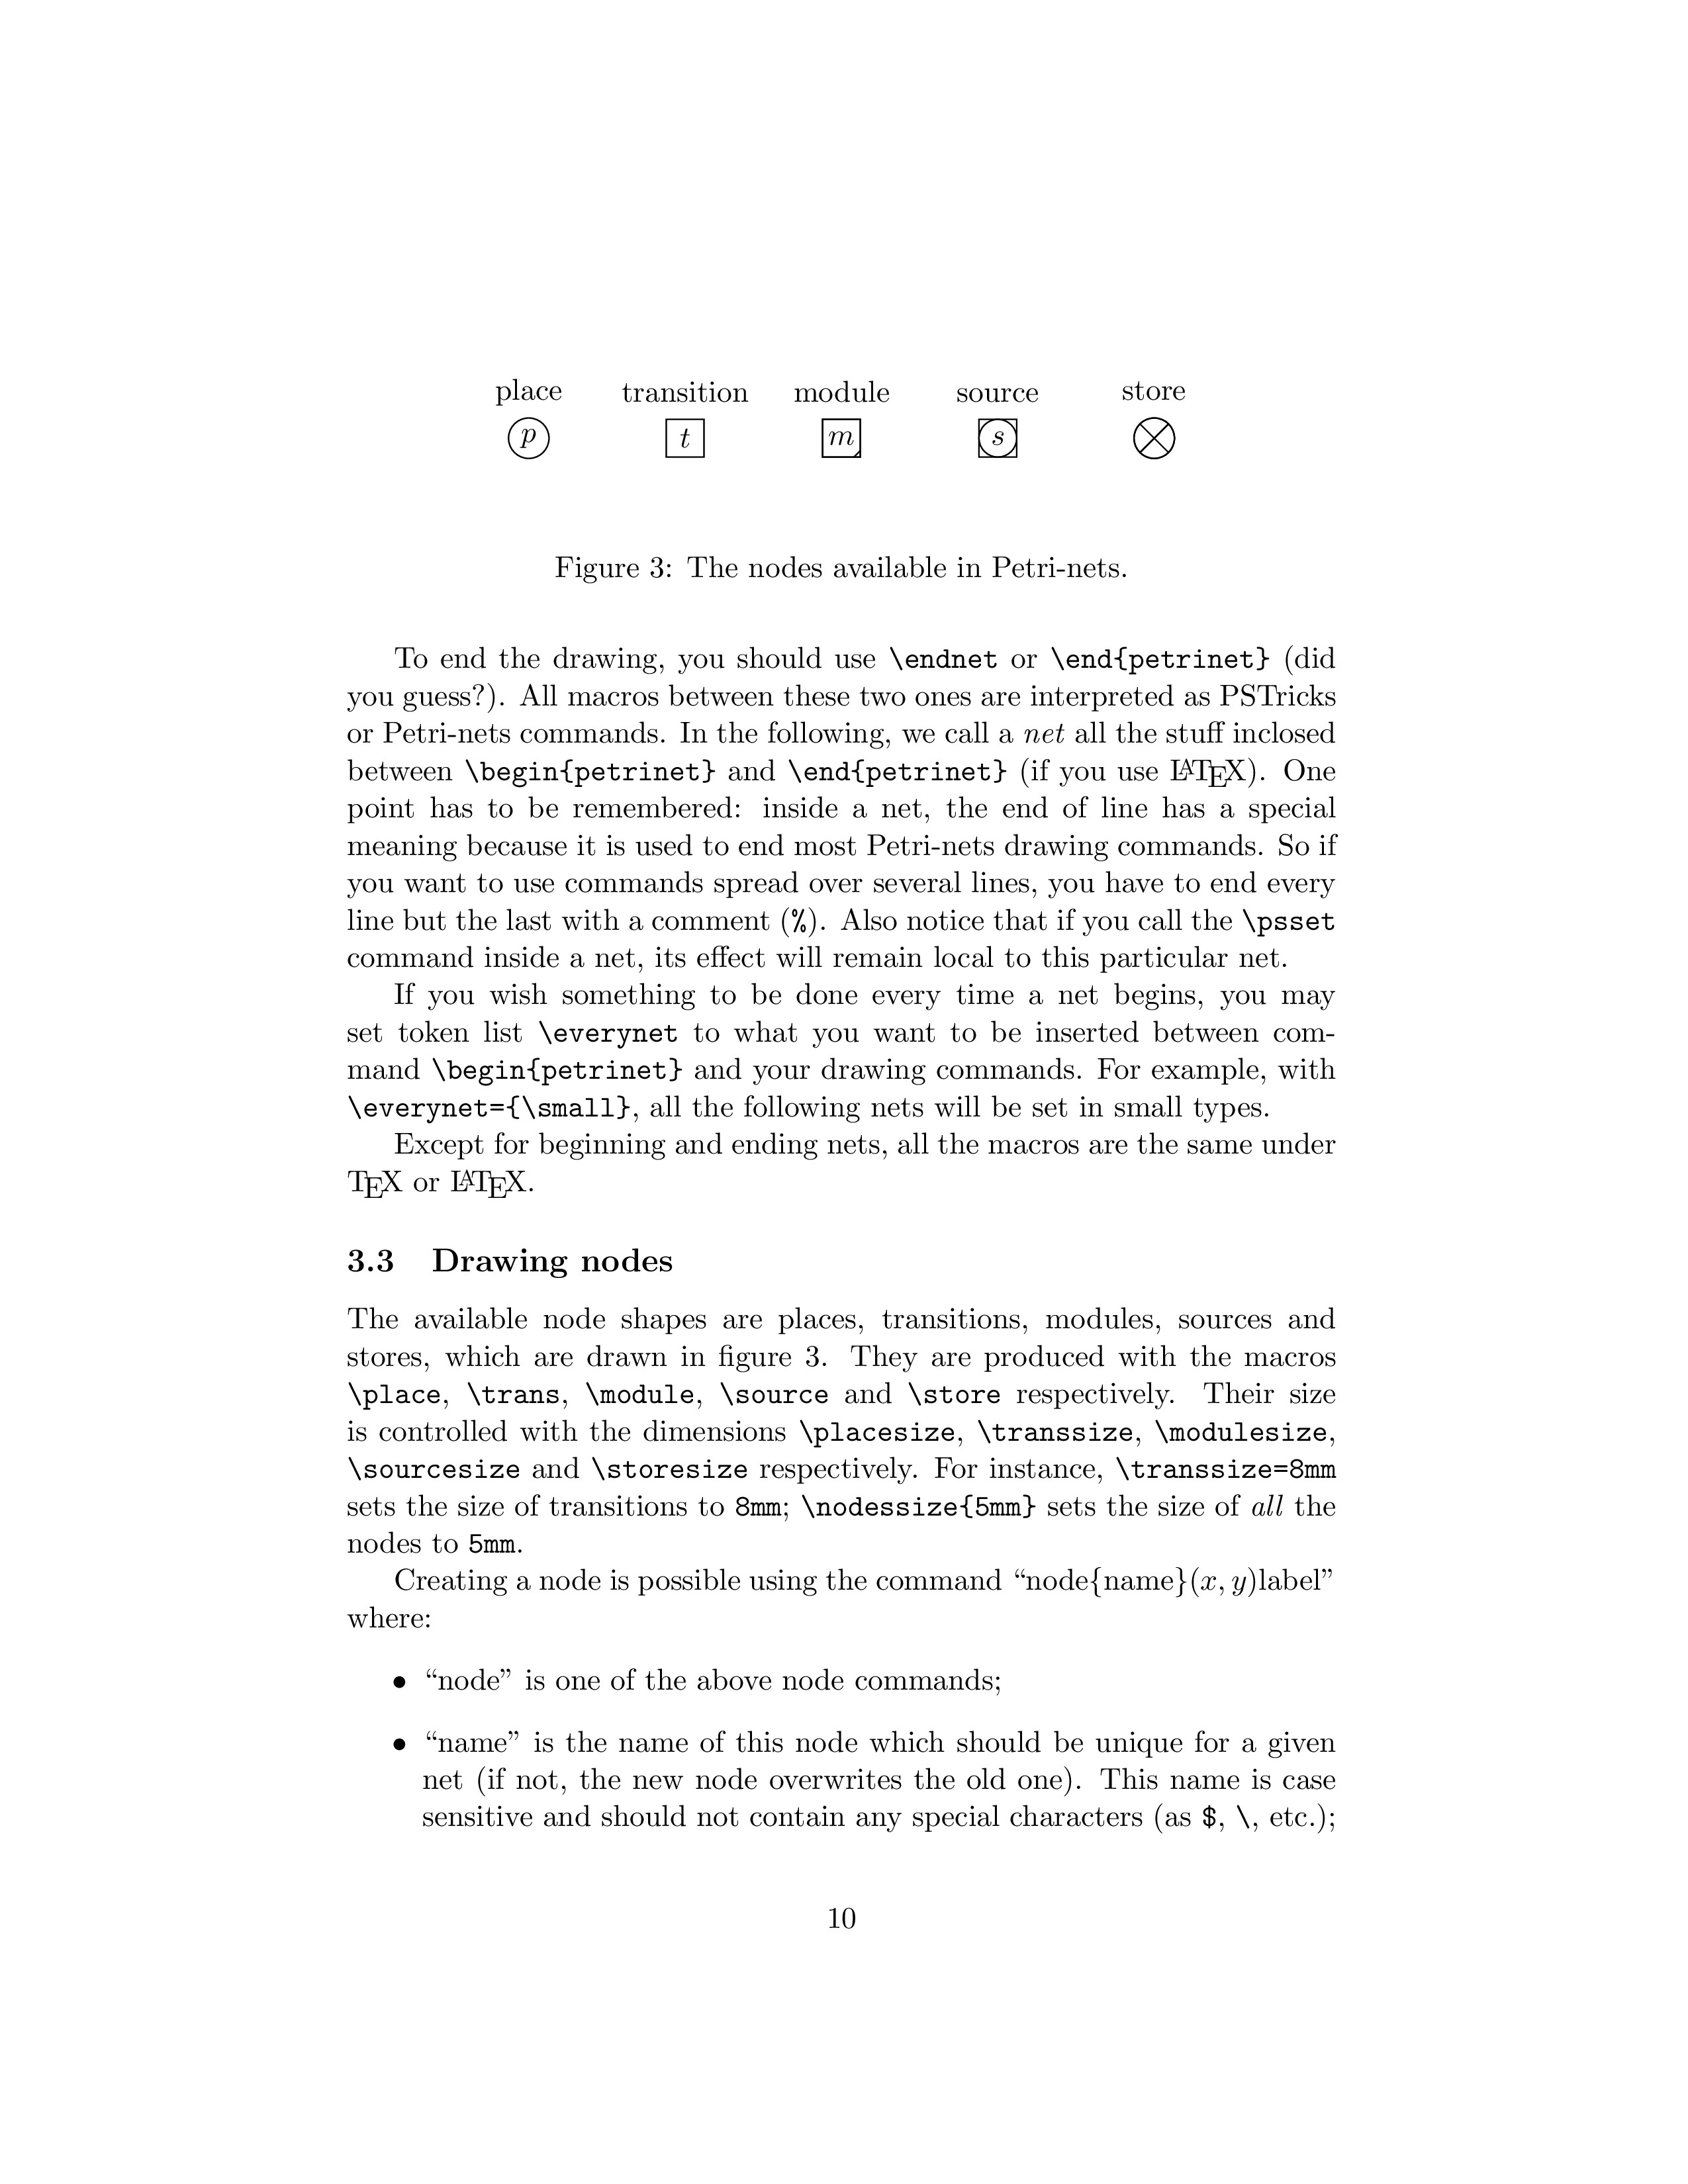 place transition module source store
p t m s
Figure 3: The nodes available in Petri-nets.
To end the drawing, you should use \endnet or \end{petrinet} (did
you guess?). All macros between these two ones are interpreted as PSTricks
or Petri-nets commands. In the following, we call a net all the stuff inclosed
between \begin{petrinet} and \end{petrinet} (if you use LATEX). One
point has to be remembered: inside a net, the end of line has a special
meaning because it is used to end most Petri-nets drawing commands. So if
you want to use commands spread over several lines, you have to end every
line but the last with a comment (%). Also notice that if you call the \psset
command inside a net, its effect will remain local to this particular net.
If you wish something to be done every time a net begins, you may
set token list \everynet to what you want to be inserted between com-
mand \begin{petrinet} and your drawing commands. For example, with
\everynet={\small}, all the following nets will be set in small types.
Except for beginning and ending nets, all the macros are the same under
TEX or LATEX.
3.3 Drawing nodes
The available node shapes are places, transitions, modules, sources and
stores, which are drawn in figure 3. They are produced with the macros
\place, \trans, \module, \source and \store respectively. Their size
is controlled with the dimensions \placesize, \transsize, \modulesize,
\sourcesize and \storesize respectively. For instance, \transsize=8mm
sets the size of transitions to 8mm; \nodessize{5mm} sets the size of all the
nodes to 5mm.
Creating a node is possible using the command “node{name}(x, y)label”
where:
• “node” is one of the above node commands;
• “name” is the name of this node which should be unique for a given
net (if not, the new node overwrites the old one). This name is case
sensitive and should not contain any special characters (as $, \, etc.);
10